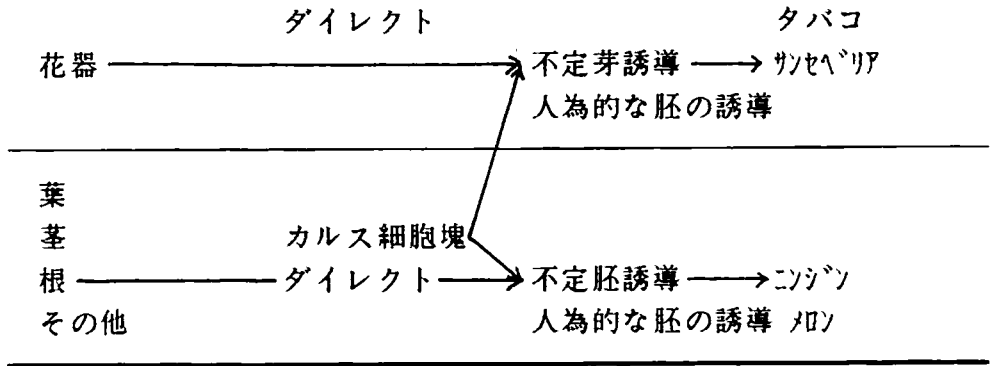 ダイレクト タバコ
花器 不定芽誘導 サンセベリア
人為的な胚の誘導
葉
茎 カルス細胞塊
根 ダイレクト 不定胚誘導 ニンジン
その他 人為的な胚の誘導 メロン